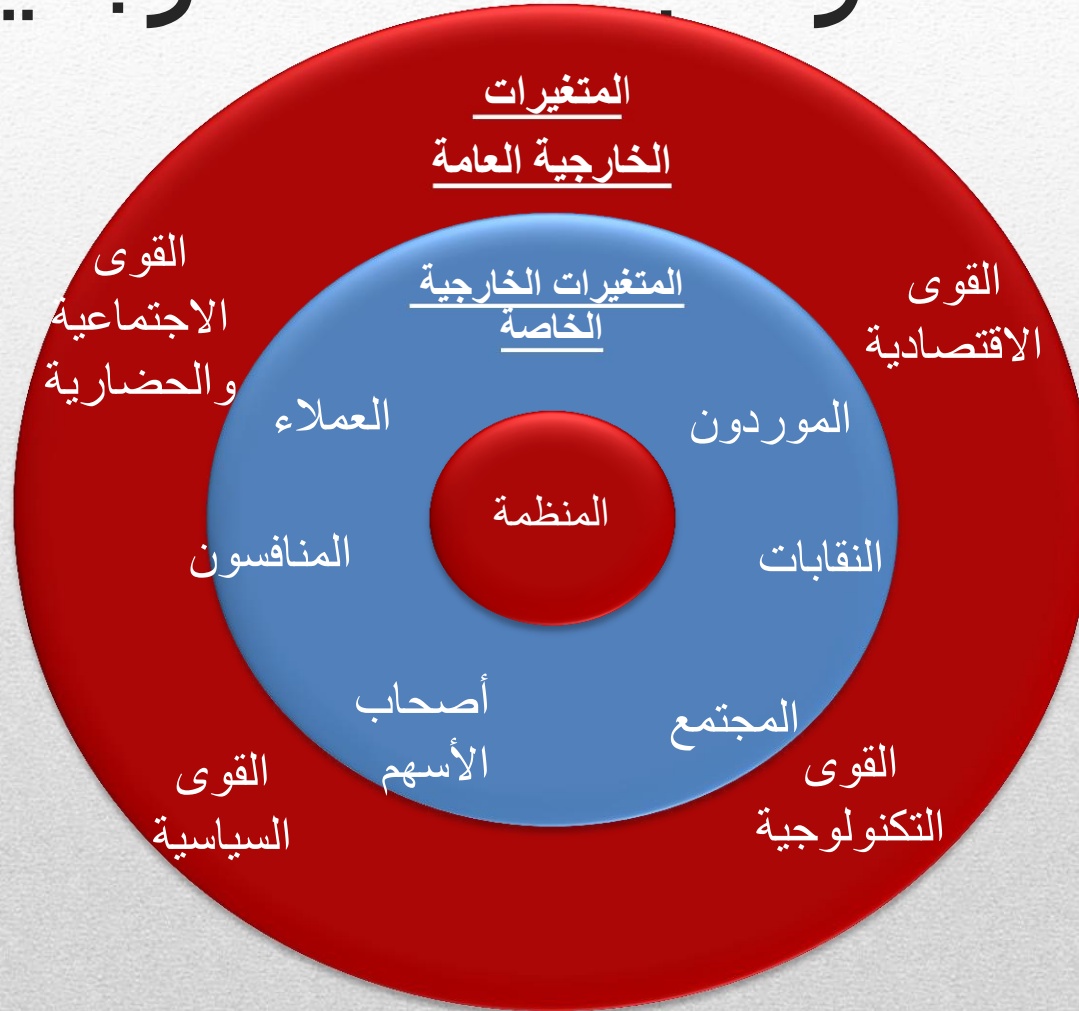 المتغيرات
الخارجية العامة
القوى
الاقتصادية
القوى
الاجتماعية
والحضارية
المتغيرات الخارجية
الخاصة
الموردون
العملاء
المنظمة
النقابات
المنافسون
المجتمع
أصحاب
الأسهم
القوى
التكنولوجية
القوى
السياسية